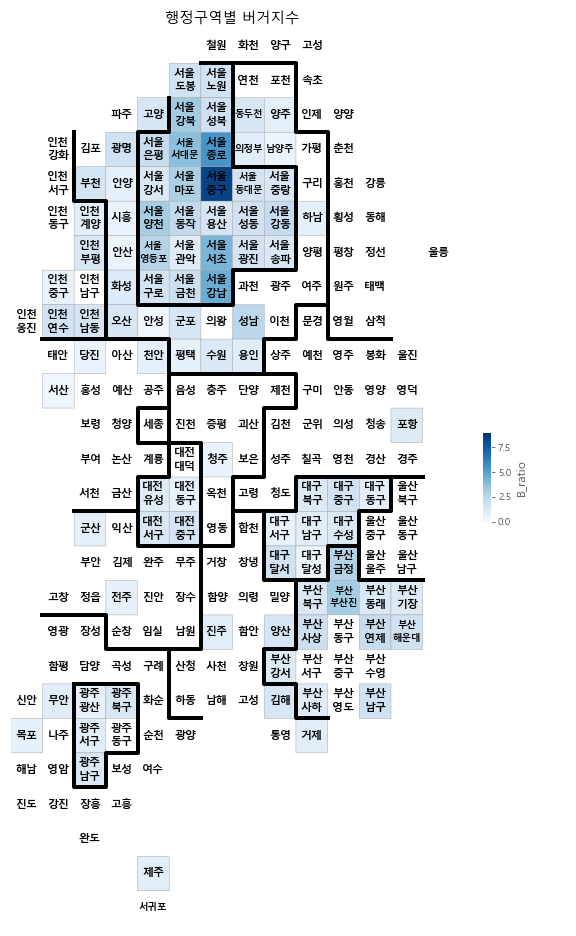 행정구역별 버거지수
철원 화천 양구 고성
서울 도봉 서울 노원 연천 포천 속초
파주 고양 서울 강북 서울 성북 동두천 양주 인제 양양
인천 강화 김포 광명 서울 은평 서울 서대문 서울 종로 의정부 남양주 가평 춘천
인천 서구 부천 안양 서울 강서 서울 마포 서울 중구 서울 동대문 서울 중랑 구리 홍천 강릉
인천 동구 인천 계양 시흥 서울 양천 서울 동작 서울 용산 서울 성동 서울 강동 하남 횡성 동해
인천 부평 안산 서울 영등포 서울 관악 서울 서초 서울 광진 서울 송파 양평 평창 정선 울릉
인천 중구 인천 남구 화성 서울 구로 서울 금천 서울 강남 과천 광주 여주 원주 태백
인천 옹진 인천 연수 인천 남동 오산 안성 군포 의왕 성남 이천 문경 영월 삼척
태안 당진 아산 천안 평택 수원 용인 상주 예천 영주 봉화 울진
서산 홍성 예산 공주 음성 충주 단양 제천 구미 안동 영양 영덕
보령 청양 세종 진천 증평 괴산 김천 군위 의성 청송 포항
부여 논산 계룡 대전 대덕 청주 보은 성주 칠곡 영천 경산 경주
서천 금산 대전 유성 대전 동구 옥천 고령 청도 대구 북구 대구 중구 대구 동구 울산 북구
군산 익산 대전 서구 대전 중구 영동 합천 대구 서구 대구 남구 대구 수성 울산 중구 울산 동구
부안 김제 완주 무주 거창 창녕 대구 달서 대구 달성 부산 금정 울산 울주 울산 남구
고창 정읍 전주 진안 장수 함양 의령 밀양 부산 북구 부산 부산진 부산 동래 부산 기장
영광 장성 순창 임실 남원 진주 함안 양산 부산 사상 부산 동구 부산 연제 부산 해운대
함평 담양 곡성 구례 산청 사천 창원 부산 강서 부산 서구 부산 중구 부산 수영
신안 무안 광주 광산 광주 북구 화순 하동 남해 고성 김해 부산 사하 부산 영도 부산 남구
목포 나주 광주 서구 광주 동구 순천 광양 통영 거제
해남 영암 광주 남구 보성 여수
진도 강진 장흥 고흥
완도
제주
서귀포
7.5
5.0
2.5
0.0
B_ratio